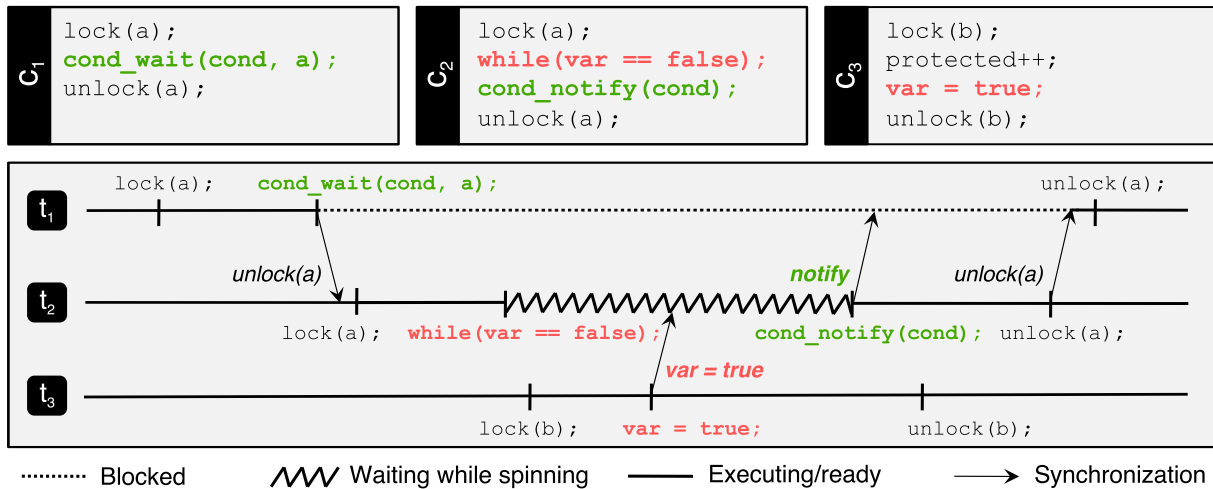 C1
lock(a);
cond_wait(cond, a);
unlock(a);
C2
lock(a);
while(var == false);
cond_notify(cond);
unlock(a);
C3
lock(b);
protected++;
var = true;
unlock(b);
lock(a); cond_wait(cond, a); unlock(a);
t1
unlock(a) notify unlock(a)
t2
lock(a); while(var == false); cond_notify(cond); unlock(a);
var = true
t3
lock(b); var = true; unlock(b);
Blocked Waiting while spinning Executing/ready Synchronization